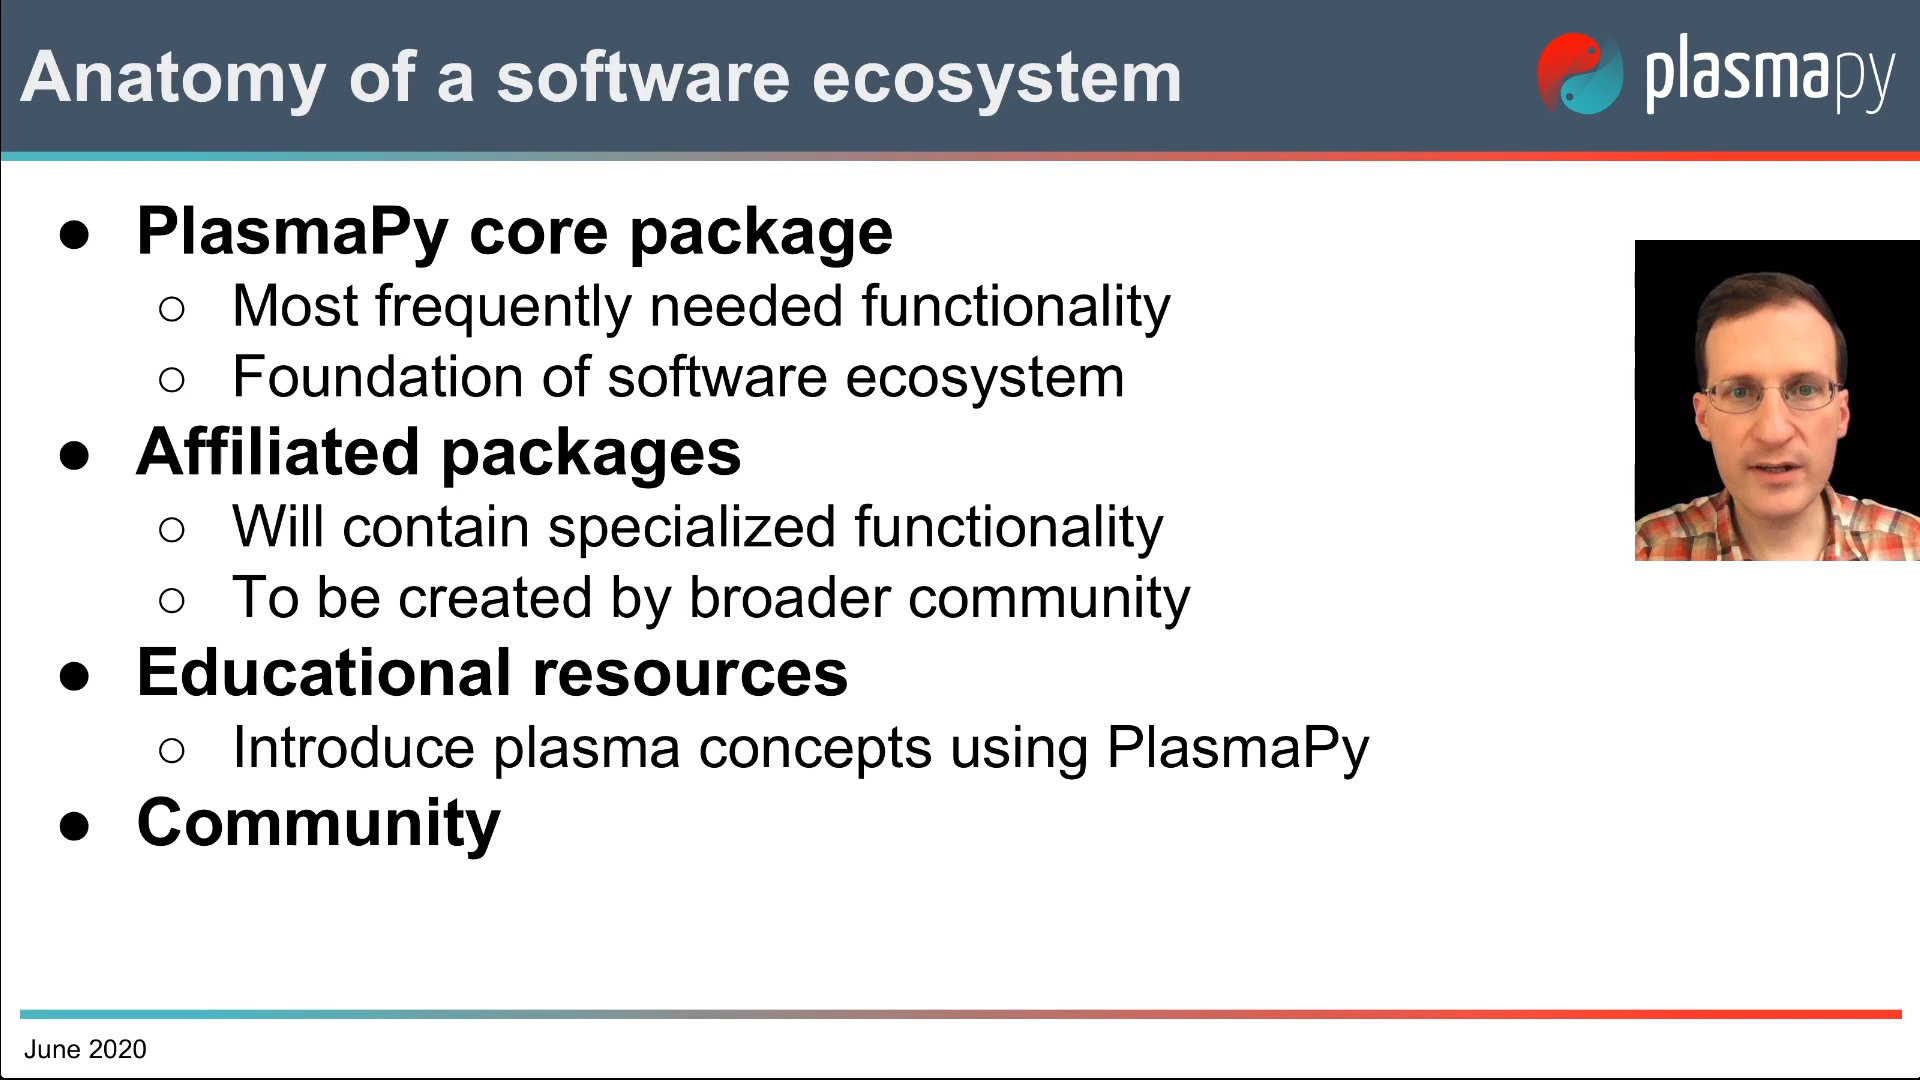 Anatomy of a software ecosystem
plasmapy
● PlasmaPy core package
○ Most frequently needed functionality
○ Foundation of software ecosystem
● Affiliated packages
○ Will contain specialized functionality
○ To be created by broader community
● Educational resources
○ Introduce plasma concepts using PlasmaPy
● Community
June 2020